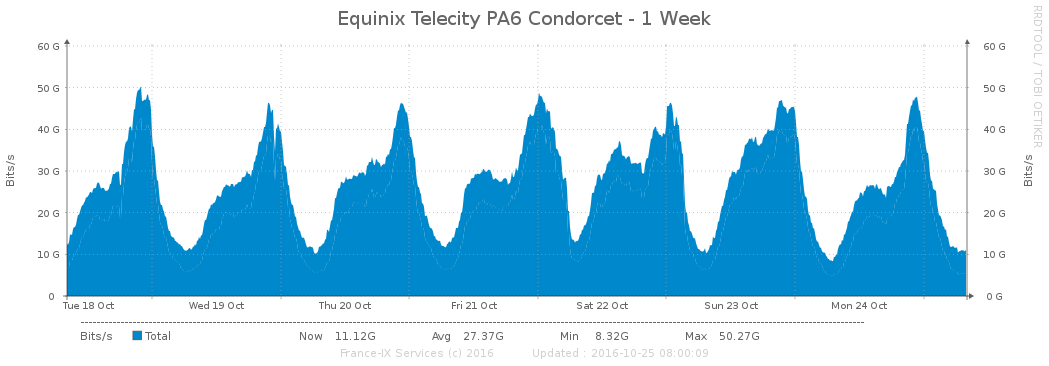 Equinix Telecity PA6 Condorcet - 1 Week
RRDTOOL / TOBI OETIKER
Bits/s
60 G 60 G
50 G 50 G
40 G 40 G
30 G 30 G
20 G 20 G
10 G 10 G
0 0 G
Bits/s
Tue 18 Oct Wed 19 Oct Thu 20 Oct Fri 21 Oct Sat 22 Oct Sun 23 Oct Mon 24 Oct
Bits/s Total Now 11.12G Avg 27.37G Min 8.32G Max 50.27G
France-IX Services (c) 2016 Updated : 2016-10-25 08:00:09